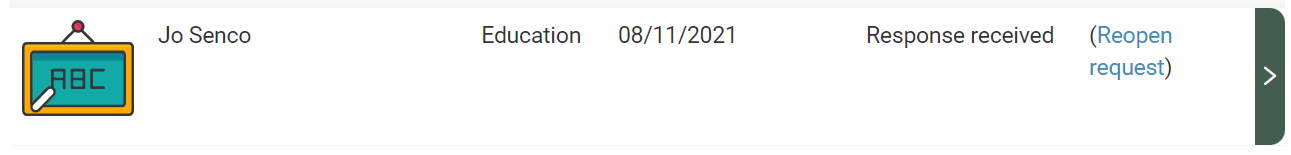 Jo Senco Education 08/11/2021 Response received (Reopen
request)
ABC